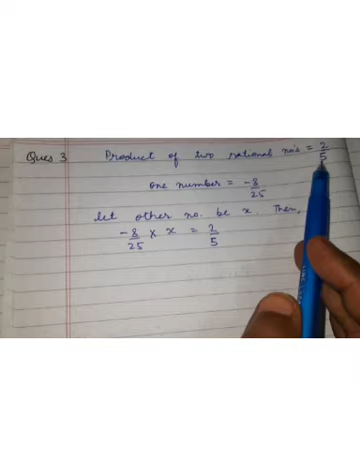 Ques 3 Product of two rational no's = 2/5
One number = -8/25
let other no. be x. Then,
-8/25 × x = 2/5